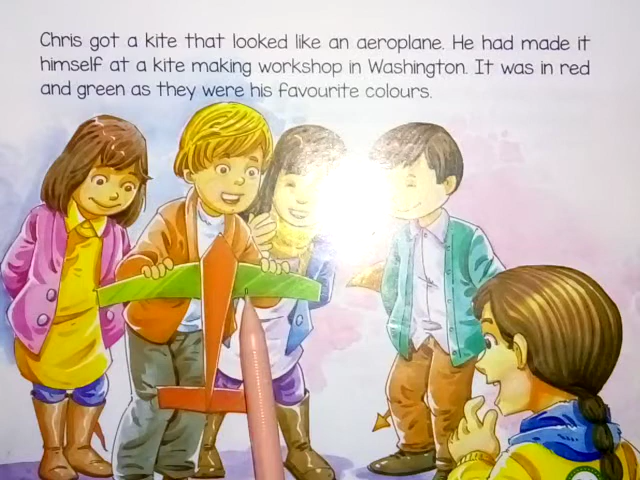 Chris got a kite that looked like an aeroplane. He had made it
himself at a kite making workshop in Washington. It was in red
and green as they were his favourite colours.